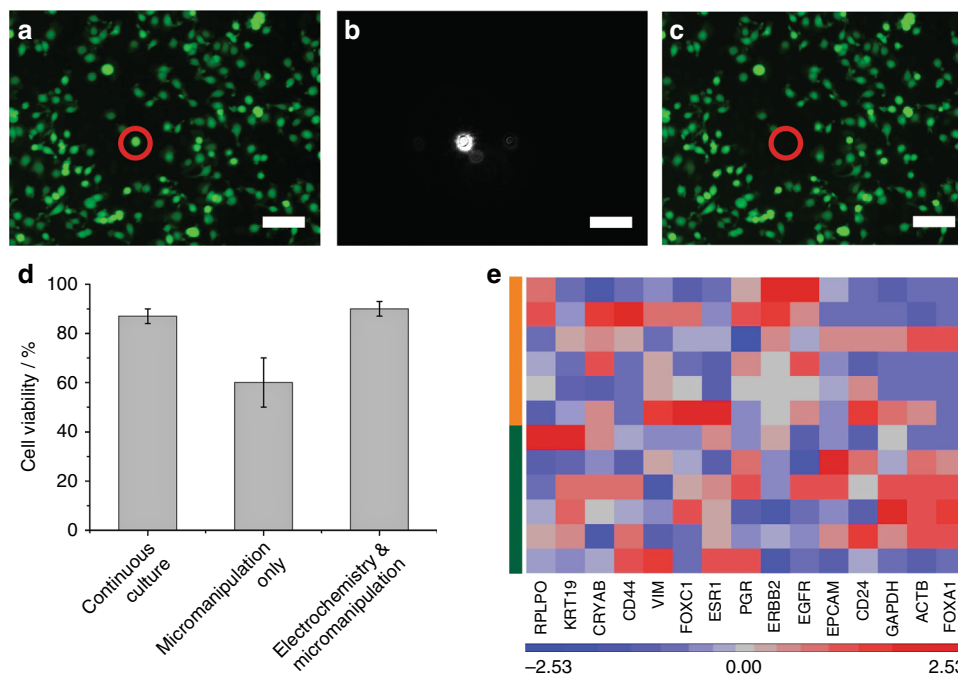 a
b
c
d
100
80
60
40
20
0
Cell viability / %
Continuous
culture
Micromanipulation
only
Electrochemistry &
micromanipulation
e
RPLPO
KRT19
CRYAB
CD44
VIM
FOXC1
ESR1
PGR
ERBB2
EGFR
EPCAM
CD24
GAPDH
ACTB
FOXA1
−2.53
0.00
2.53